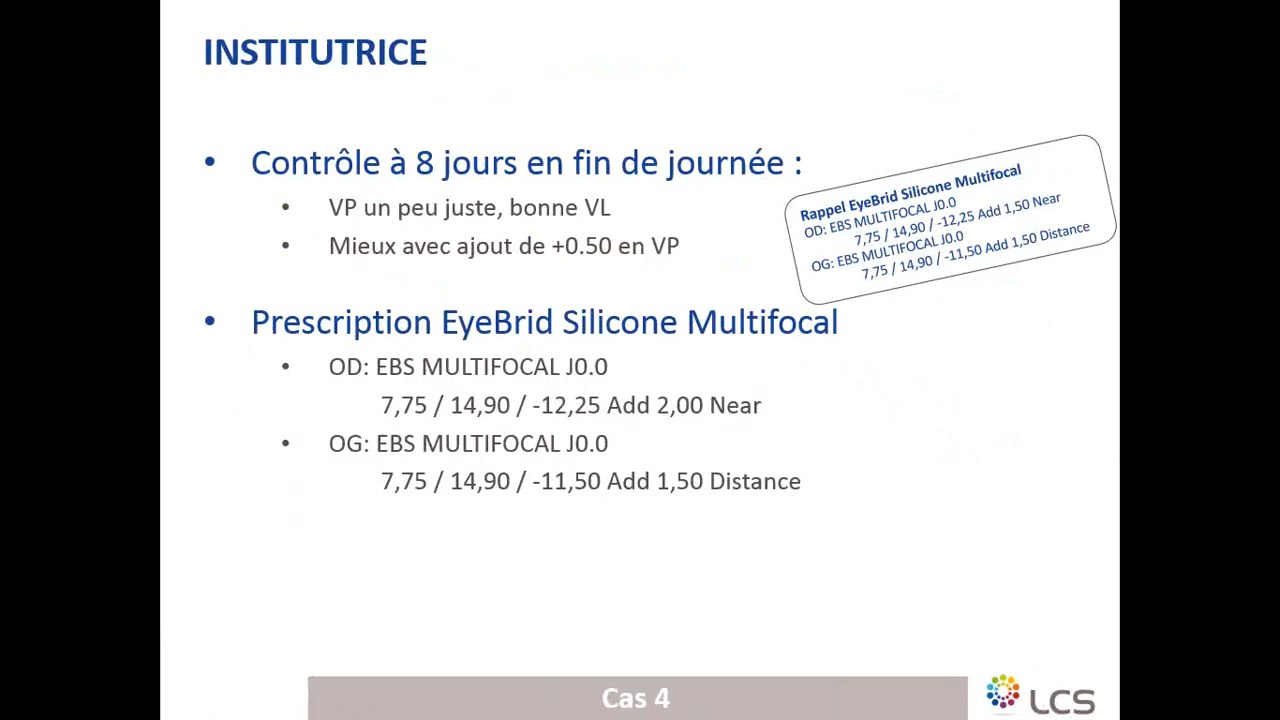 INSTITUTRICE
• Contrôle à 8 jours en fin de journée :
• VP un peu juste, bonne VL
• Mieux avec ajout de +0.50 en VP
Rappel EyeBrid Silicone Multifocal
OD: EBS MULTIFOCAL J0.0
7,75 / 14,90 / -12,25 Add 1,50 Near
OG: EBS MULTIFOCAL J0.0
7,75 / 14,90 / -11,50 Add 1,50 Distance
• Prescription EyeBrid Silicone Multifocal
• OD: EBS MULTIFOCAL J0.0
7,75 / 14,90 / -12,25 Add 2,00 Near
• OG: EBS MULTIFOCAL J0.0
7,75 / 14,90 / -11,50 Add 1,50 Distance
Cas 4
LCS